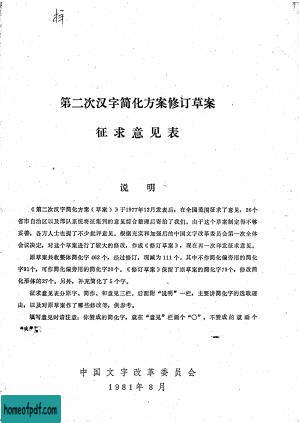 第二次汉字简化方案修订草案
征求意见表
说 明
《第二次汉字简化方案（草案）》于1977年12月发表后，在全国范围征求了意见，26个
省市自治区以及部队系统将征集到的意见综合整理后寄给了我们。由于这个草案制定得不够
妥善，各方人士也提了不少批评意见。根据充实和加强后的中国文字改革委员会第一次全体
会议决定，对这个草案进行了较大的修改，作成《修订草案》，现在再一次印发征求意见。
原草案共收整体简化字462个，经过修订，现减为111个，其中不作简化偏旁用的简化
字91个，可作简化偏旁用的简化字20个。《修订草案》保留了原草案的简化字79个，修改简
化形体的27个。另外，补充简化了5个字。
征求意见表分原字、简作、和意见三栏，后面附“说明”一栏，主要讲简化字的选取理
由，以及对原草案作了哪些修改等，供参考。
填写意见时请注意：你赞成的简化字，就在“意见”栏画个“○”，不赞成的就画个
中国文字改革委员会
1981年8月
homeofpdf.com